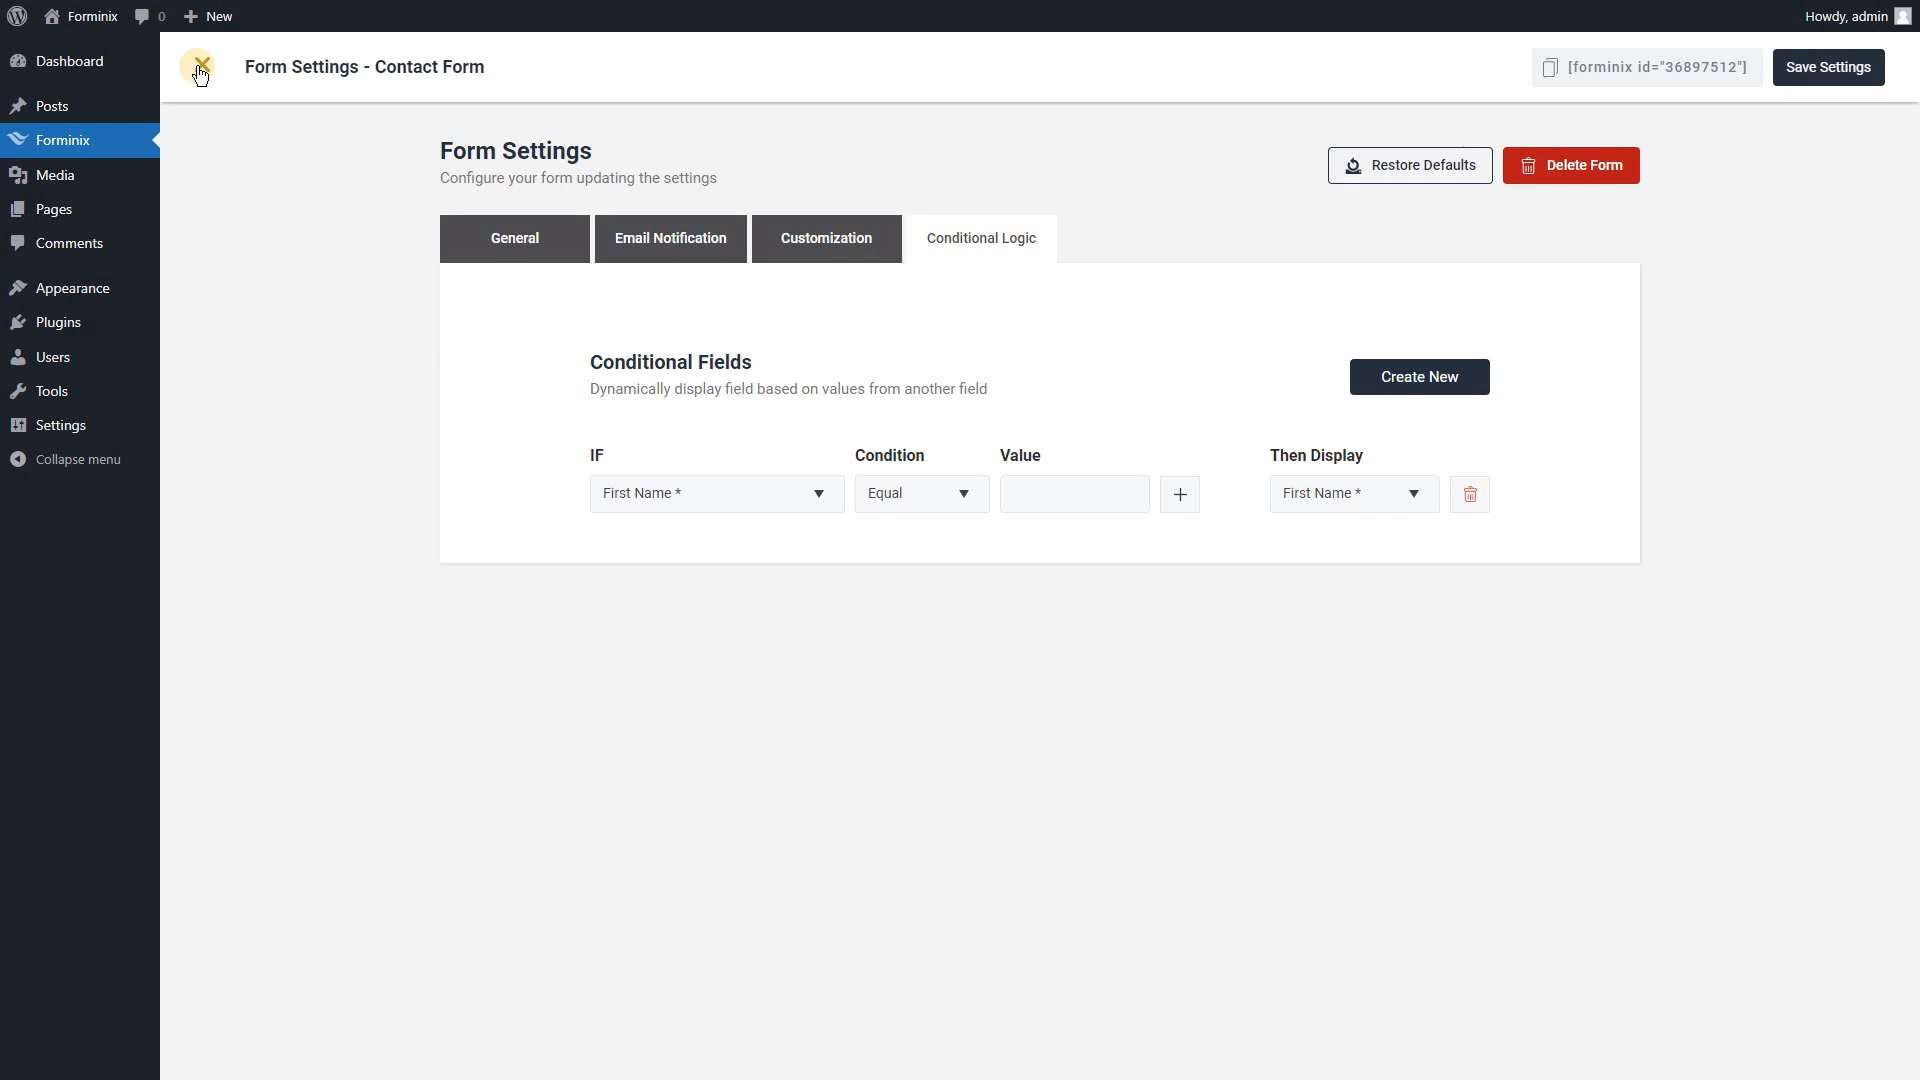 Forminix
0
New
Howdy, admin
Dashboard
Posts
Forminix
Media
Pages
Comments
Appearance
Plugins
Users
Tools
Settings
Collapse menu
Form Settings - Contact Form
[forminix id="36897512"]
Save Settings
Form Settings
Configure your form updating the settings
Restore Defaults
Delete Form
General
Email Notification
Customization
Conditional Logic
Conditional Fields
Dynamically display field based on values from another field
Create New
IF
Condition
Value
Then Display
First Name *
Equal
First Name *